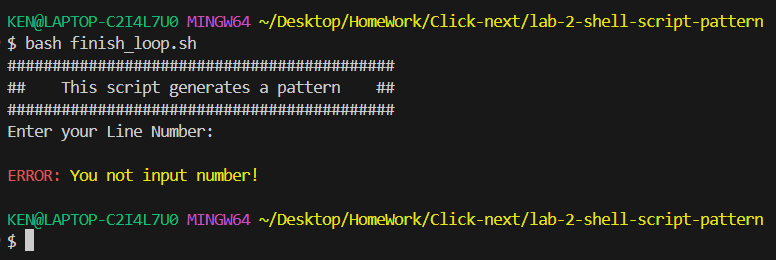 KEN@LAPTOP-C2I4L7U0 MINGW64 ~/Desktop/HomeWork/Click-next/lab-2-shell-script-pattern
$ bash finish_loop.sh
###########################################
##    This script generates a pattern    ##
###########################################
Enter your Line Number:
ERROR: You not input number!
KEN@LAPTOP-C2I4L7U0 MINGW64 ~/Desktop/HomeWork/Click-next/lab-2-shell-script-pattern
$